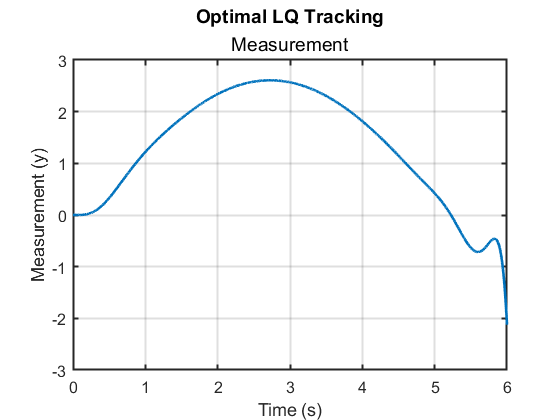 Optimal LQ Tracking
Measurement
3
2
1
0
-1
-2
-3
Measurement (y)
0 1 2 3 4 5 6
Time (s)